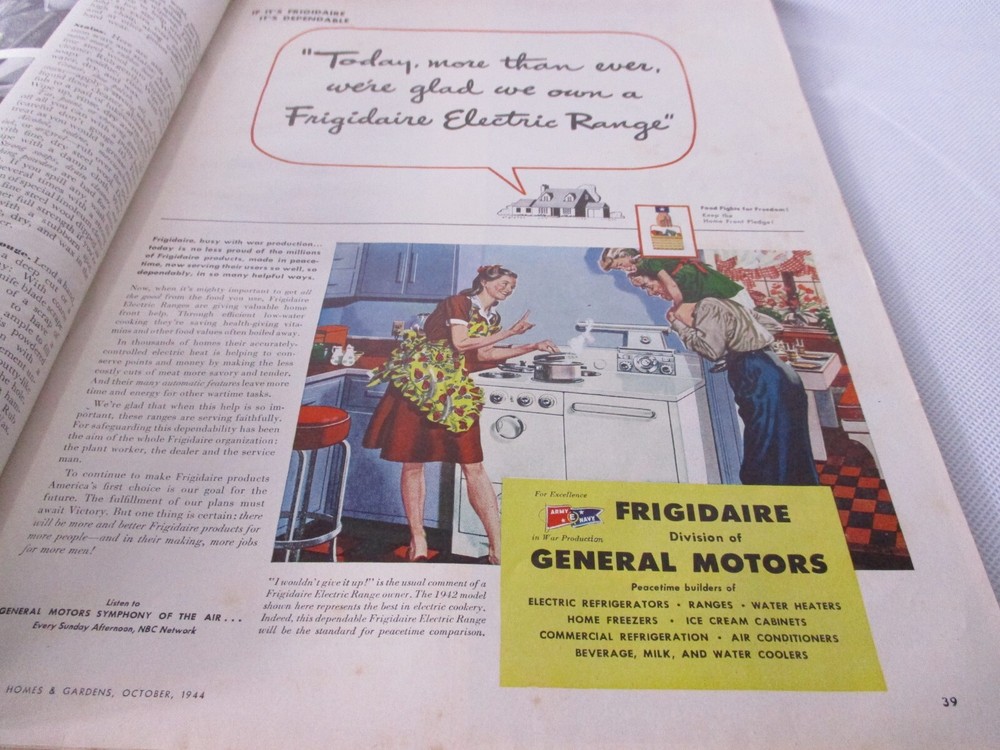 IF IT'S FRIGIDAIRE
IT'S DEPENDABLE
"Today, more than ever,
we're glad we own a
Frigidaire Electric Range"
Food Fights for Freedom!
Keep the
Home Front Pledge!
Frigidaire, busy with war production...
today is no less proud of the millions
of Frigidaire products, made in peace-
time, now serving their users so well, so
dependably, in so many helpful ways.
Now, when it's mighty important to get all
the good from the food you use, Frigidaire
Electric Ranges are giving valuable home
front help. Through efficient low-water
cooking they're saving health-giving vita-
mins and other food values often boiled away.
In thousands of homes their accurately-
controlled electric heat is helping to con-
serve points and money by making the less
costly cuts of meat more savory and tender.
And their many automatic features leave more
time and energy for other wartime tasks.
We're glad that when this help is so im-
portant, these ranges are serving faithfully.
For safeguarding this dependability has been
the aim of the whole Frigidaire organization:
the plant worker, the dealer and the service
man.
To continue to make Frigidaire products
America's first choice is our goal for the
future. The fulfillment of our plans must
await Victory. But one thing is certain: there
will be more and better Frigidaire products for
more people—and in their making, more jobs
for more men!
Listen to
GENERAL MOTORS SYMPHONY OF THE AIR...
Every Sunday Afternoon, NBC Network
"I wouldn't give it up!" is the usual comment of a
Frigidaire Electric Range owner. The 1942 model
shown here represents the best in electric cookery.
Indeed, this dependable Frigidaire Electric Range
will be the standard for peacetime comparison.
For Excellence
ARMY E NAVY
in War Production
FRIGIDAIRE
Division of
GENERAL MOTORS
Peacetime builders of
ELECTRIC REFRIGERATORS • RANGES • WATER HEATERS
HOME FREEZERS • ICE CREAM CABINETS
COMMERCIAL REFRIGERATION • AIR CONDITIONERS
BEVERAGE, MILK, AND WATER COOLERS
HOMES & GARDENS, OCTOBER, 1944
39